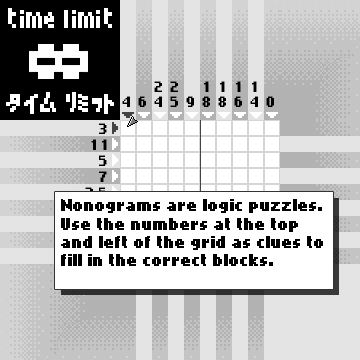 time limit
∞
タイム リミット
2 2 1 1 1 1
4 6 4 5 9 8 8 6 4 0
3
11
5
7
Nonograms are logic puzzles.
Use the numbers at the top
and left of the grid as clues to
fill in the correct blocks.